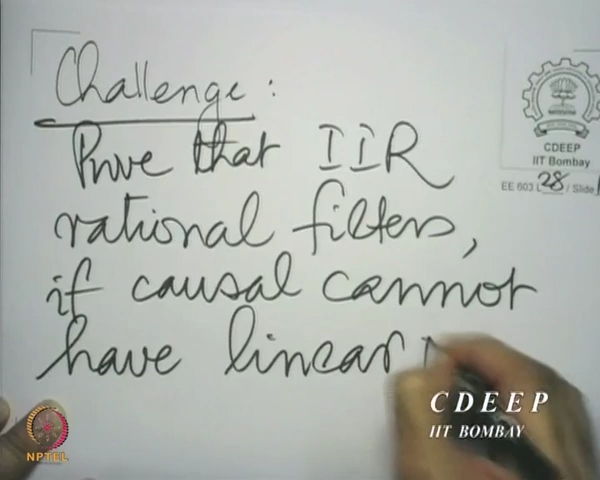 Challenge:
Prove that IIR
rational filters,
if causal cannot
have linear
CDEEP
IIT Bombay
EE 603 L 28 / Slide
CDEEP
IIT BOMBAY
NPTEL